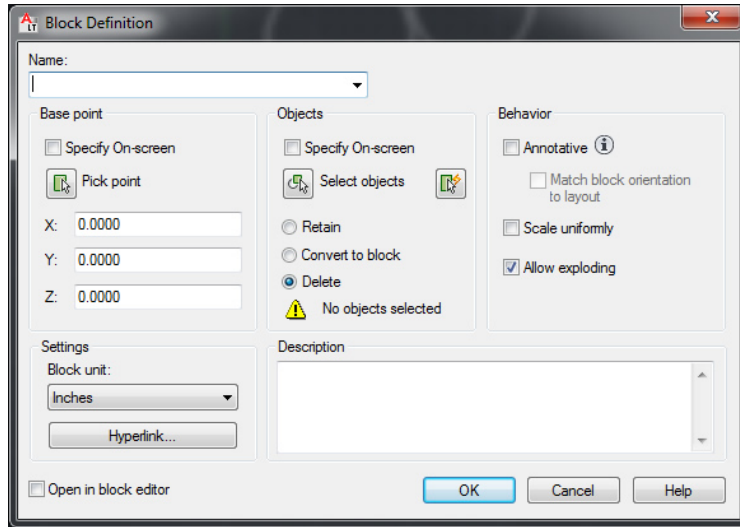 LT
Block Definition
Name:
Base point
Specify On-screen
Pick point
X: 0.0000
Y: 0.0000
Z: 0.0000
Objects
Specify On-screen
Select objects
Retain
Convert to block
Delete
No objects selected
Behavior
Annotative
Match block orientation
to layout
Scale uniformly
Allow exploding
Settings
Block unit:
Inches
Hyperlink...
Description
Open in block editor
OK
Cancel
Help